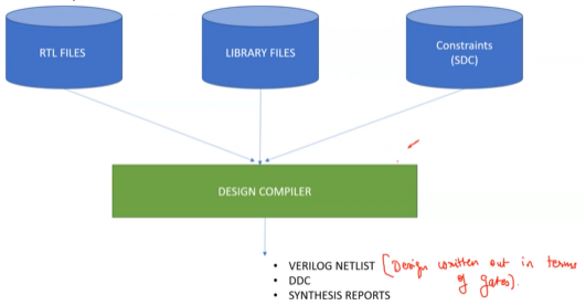 RTL FILES
LIBRARY FILES
Constraints
(SDC)
DESIGN COMPILER
• VERILOG NETLIST [Design written out in terms
of gates).
• DDC
• SYNTHESIS REPORTS